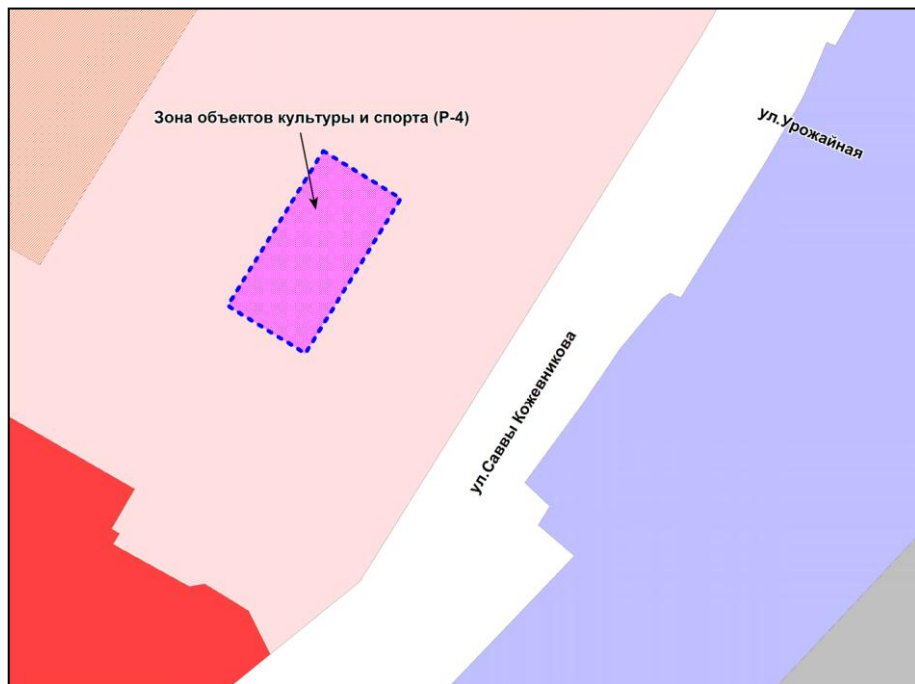 Зона объектов культуры и спорта (Р-4)
ул.Урожайная
ул.Саввы Кожевникова